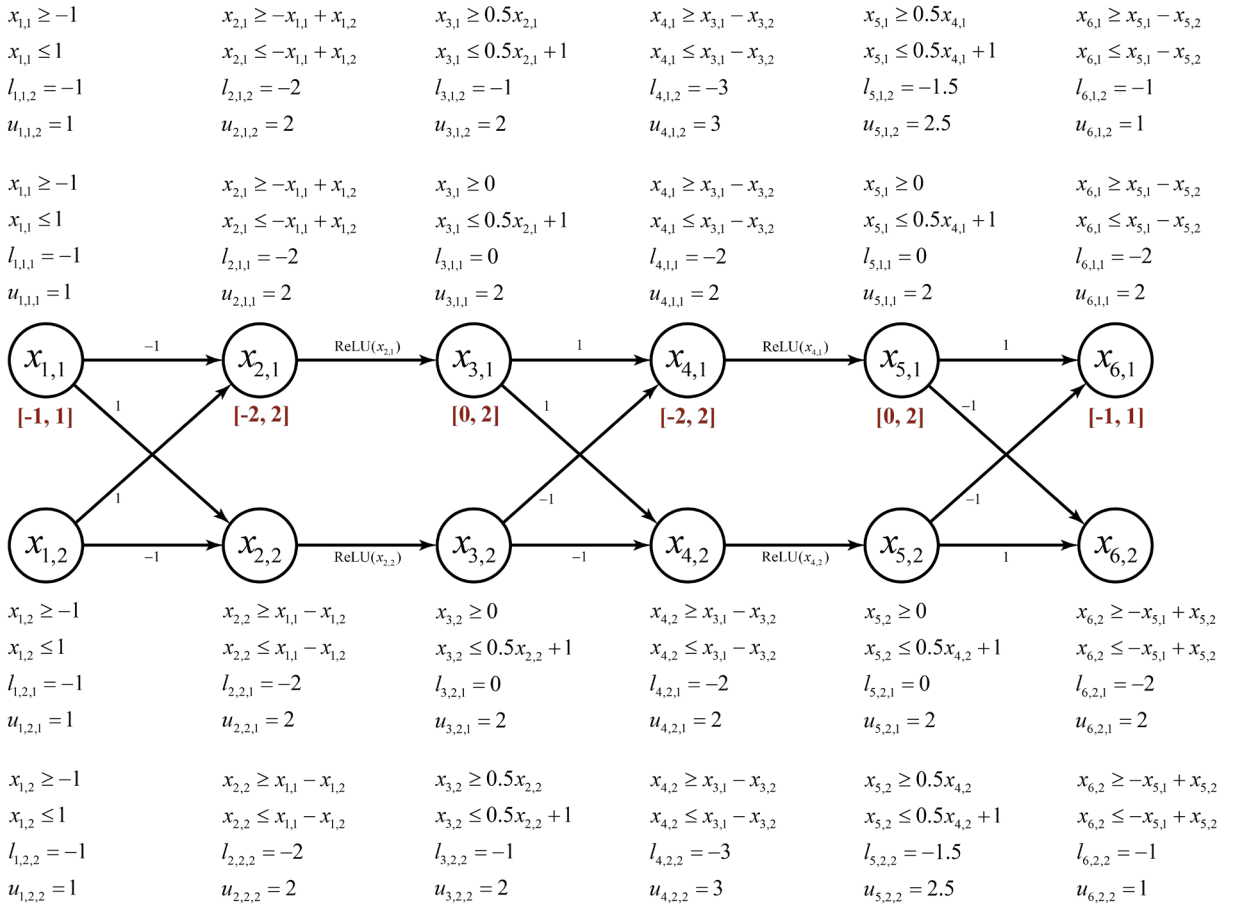 x_{1,1} ≥ −1 x_{2,1} ≥ −x_{1,1} + x_{1,2} x_{3,1} ≥ 0.5x_{2,1} x_{4,1} ≥ x_{3,1} − x_{3,2} x_{5,1} ≥ 0.5x_{4,1} x_{6,1} ≥ x_{5,1} − x_{5,2}
x_{1,1} ≤ 1 x_{2,1} ≤ −x_{1,1} + x_{1,2} x_{3,1} ≤ 0.5x_{2,1} + 1 x_{4,1} ≤ x_{3,1} − x_{3,2} x_{5,1} ≤ 0.5x_{4,1} + 1 x_{6,1} ≤ x_{5,1} − x_{5,2}
l_{1,1,2} = −1 l_{2,1,2} = −2 l_{3,1,2} = −1 l_{4,1,2} = −3 l_{5,1,2} = −1.5 l_{6,1,2} = −1
u_{1,1,2} = 1 u_{2,1,2} = 2 u_{3,1,2} = 2 u_{4,1,2} = 3 u_{5,1,2} = 2.5 u_{6,1,2} = 1
x_{1,1} ≥ −1 x_{2,1} ≥ −x_{1,1} + x_{1,2} x_{3,1} ≥ 0 x_{4,1} ≥ x_{3,1} − x_{3,2} x_{5,1} ≥ 0 x_{6,1} ≥ x_{5,1} − x_{5,2}
x_{1,1} ≤ 1 x_{2,1} ≤ −x_{1,1} + x_{1,2} x_{3,1} ≤ 0.5x_{2,1} + 1 x_{4,1} ≤ x_{3,1} − x_{3,2} x_{5,1} ≤ 0.5x_{4,1} + 1 x_{6,1} ≤ x_{5,1} − x_{5,2}
l_{1,1,1} = −1 l_{2,1,1} = −2 l_{3,1,1} = 0 l_{4,1,1} = −2 l_{5,1,1} = 0 l_{6,1,1} = −2
u_{1,1,1} = 1 u_{2,1,1} = 2 u_{3,1,1} = 2 u_{4,1,1} = 2 u_{5,1,1} = 2 u_{6,1,1} = 2
x_{1,1} −1 x_{2,1} ReLU(x_{2,1}) x_{3,1} 1 x_{4,1} ReLU(x_{4,1}) x_{5,1} 1 x_{6,1}
[-1, 1] 1 [-2, 2] [0, 2] 1 [-2, 2] [0, 2] −1 [-1, 1]
1 −1 −1
x_{1,2} −1 x_{2,2} ReLU(x_{2,2}) x_{3,2} −1 x_{4,2} ReLU(x_{4,2}) x_{5,2} 1 x_{6,2}
x_{1,2} ≥ −1 x_{2,2} ≥ x_{1,1} − x_{1,2} x_{3,2} ≥ 0 x_{4,2} ≥ x_{3,1} − x_{3,2} x_{5,2} ≥ 0 x_{6,2} ≥ −x_{5,1} + x_{5,2}
x_{1,2} ≤ 1 x_{2,2} ≤ x_{1,1} − x_{1,2} x_{3,2} ≤ 0.5x_{2,2} + 1 x_{4,2} ≤ x_{3,1} − x_{3,2} x_{5,2} ≤ 0.5x_{4,2} + 1 x_{6,2} ≤ −x_{5,1} + x_{5,2}
l_{1,2,1} = −1 l_{2,2,1} = −2 l_{3,2,1} = 0 l_{4,2,1} = −2 l_{5,2,1} = 0 l_{6,2,1} = −2
u_{1,2,1} = 1 u_{2,2,1} = 2 u_{3,2,1} = 2 u_{4,2,1} = 2 u_{5,2,1} = 2 u_{6,2,1} = 2
x_{1,2} ≥ −1 x_{2,2} ≥ x_{1,1} − x_{1,2} x_{3,2} ≥ 0.5x_{2,2} x_{4,2} ≥ x_{3,1} − x_{3,2} x_{5,2} ≥ 0.5x_{4,2} x_{6,2} ≥ −x_{5,1} + x_{5,2}
x_{1,2} ≤ 1 x_{2,2} ≤ x_{1,1} − x_{1,2} x_{3,2} ≤ 0.5x_{2,2} + 1 x_{4,2} ≤ x_{3,1} − x_{3,2} x_{5,2} ≤ 0.5x_{4,2} + 1 x_{6,2} ≤ −x_{5,1} + x_{5,2}
l_{1,2,2} = −1 l_{2,2,2} = −2 l_{3,2,2} = −1 l_{4,2,2} = −3 l_{5,2,2} = −1.5 l_{6,2,2} = −1
u_{1,2,2} = 1 u_{2,2,2} = 2 u_{3,2,2} = 2 u_{4,2,2} = 3 u_{5,2,2} = 2.5 u_{6,2,2} = 1